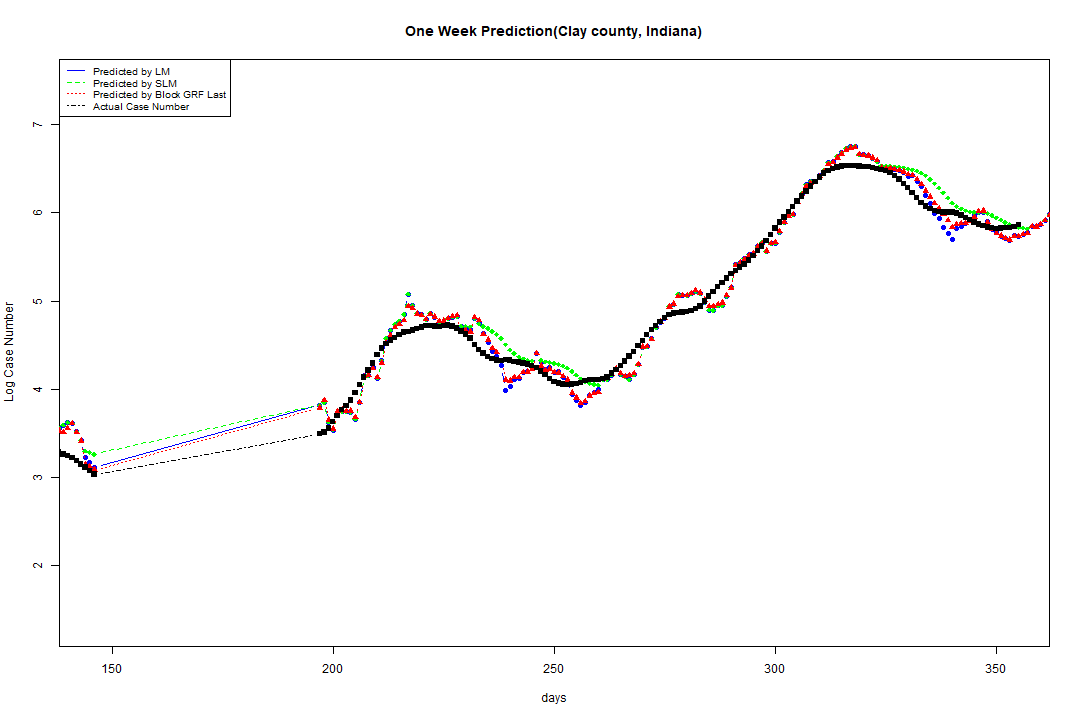 One Week Prediction(Clay county, Indiana)
Predicted by LM
Predicted by SLM
Predicted by Block GRF Last
Actual Case Number
Log Case Number
7
6
5
4
3
2
150 200 250 300 350
days